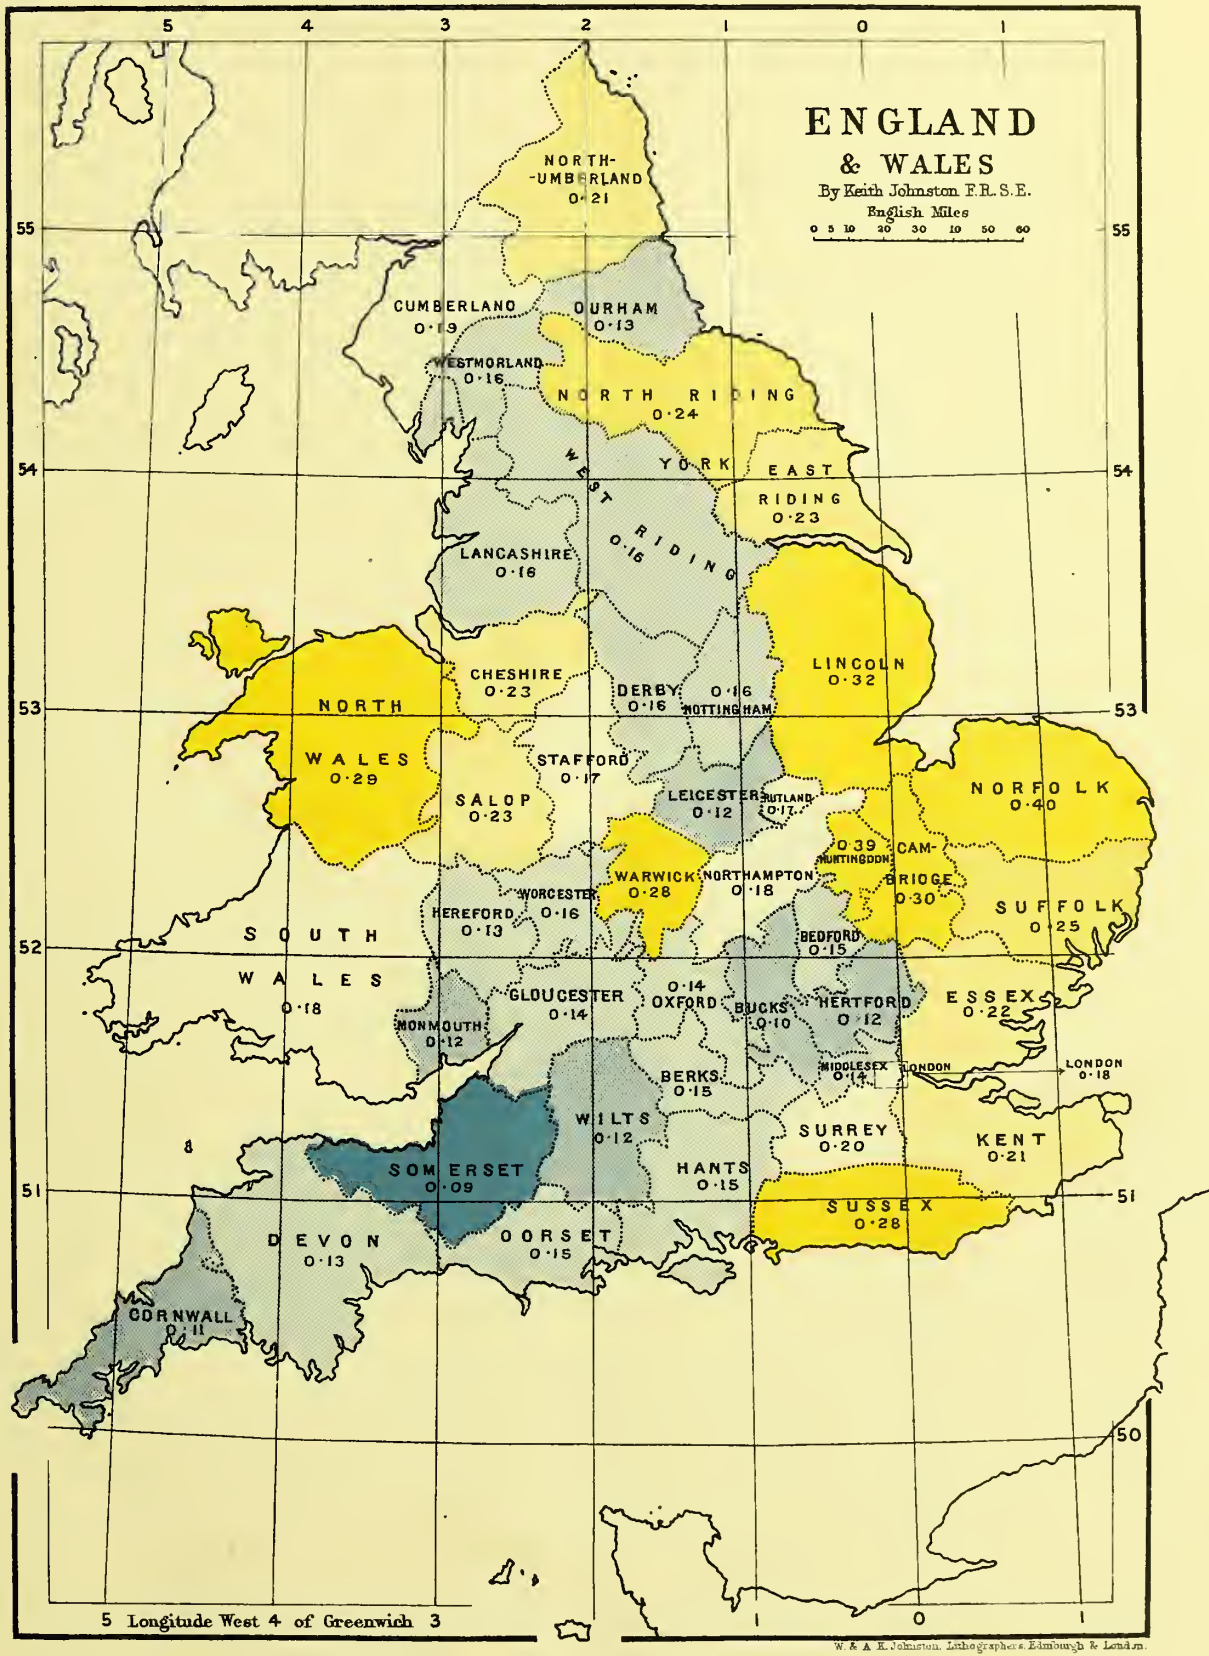 5 4 3 2 0 1
ENGLAND
& WALES
By Keith Johnston F.R.S.E.
English Miles
0 5 10 20 30 10 50 60
NORTH-
-UMBERLAND
0·21
55 55
CUMBERLAND
0·19
DURHAM
0·13
WESTMORLAND
0·16
NORTH RIDING
0·24
YORK
54 54
EAST
RIDING
0·23
WEST RIDING
0·16
LANCASHIRE
0·16
LINCOLN
0·32
CHESHIRE
0·23
DERBY
0·16
0·16
NOTTINGHAM
53 53
NORTH
WALES
0·29
STAFFORD
0·17
SALOP
0·23
LEICESTER
0·12
RUTLAND
0·17
NORFOLK
0·40
0·39
HUNTINGDON
CAM-
BRIDGE
0·30
WARWICK
0·28
NORTHAMPTON
0·18
WORCESTER
0·16
HEREFORD
0·13
SUFFOLK
0·25
52 52
SOUTH
WALES
0·18
BEDFORD
0·15
GLOUCESTER
0·14
0·14
OXFORD
BUCKS
0·10
HERTFORD
0·12
ESSEX
0·22
MONMOUTH
0·12
MIDDLESEX
0·14
LONDON
LONDON
0·18
BERKS
0·15
WILTS
0·12
SURREY
0·20
KENT
0·21
SOMERSET
0·09
HANTS
0·15
51 51
SUSSEX
0·28
DEVON
0·13
DORSET
0·15
CORNWALL
0·11
50
5 Longitude West 4 of Greenwich 3 1 0 1
W. & A. K. Johnston, Lithographers, Edinburgh & London.